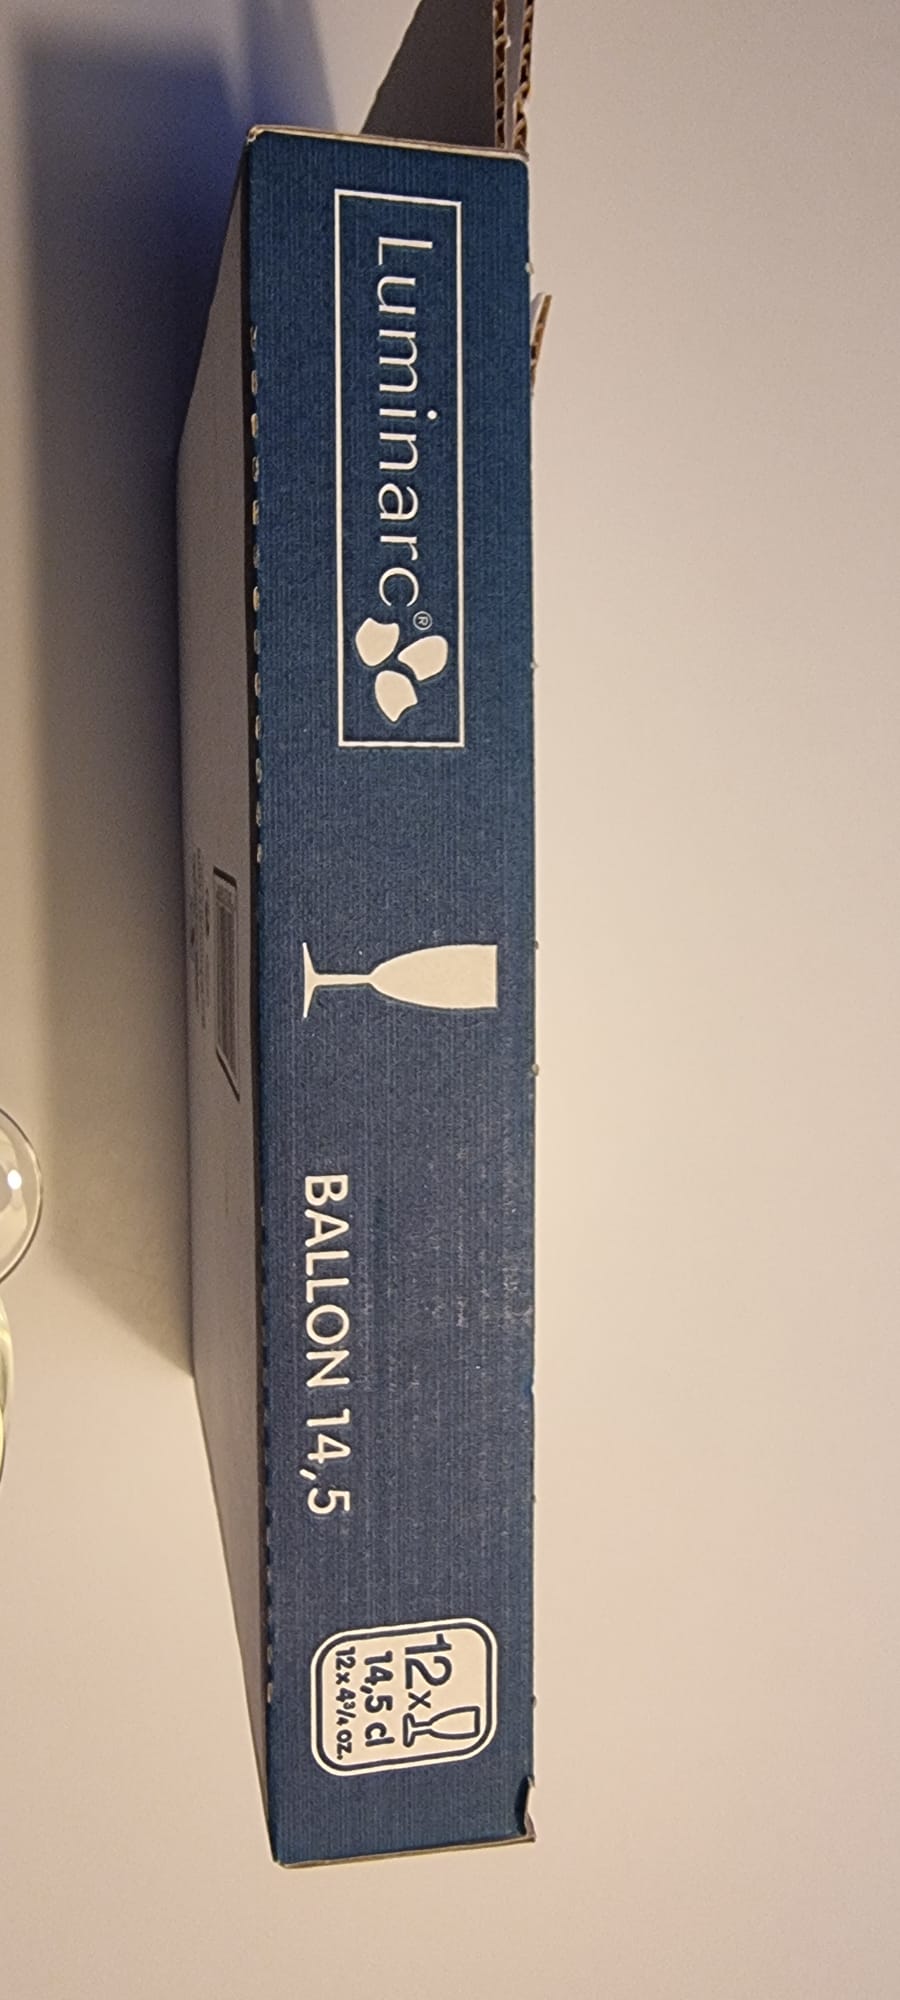 Luminarc®
BALLON 14,5
12x
14,5 cl
12 x 4¾ oz.